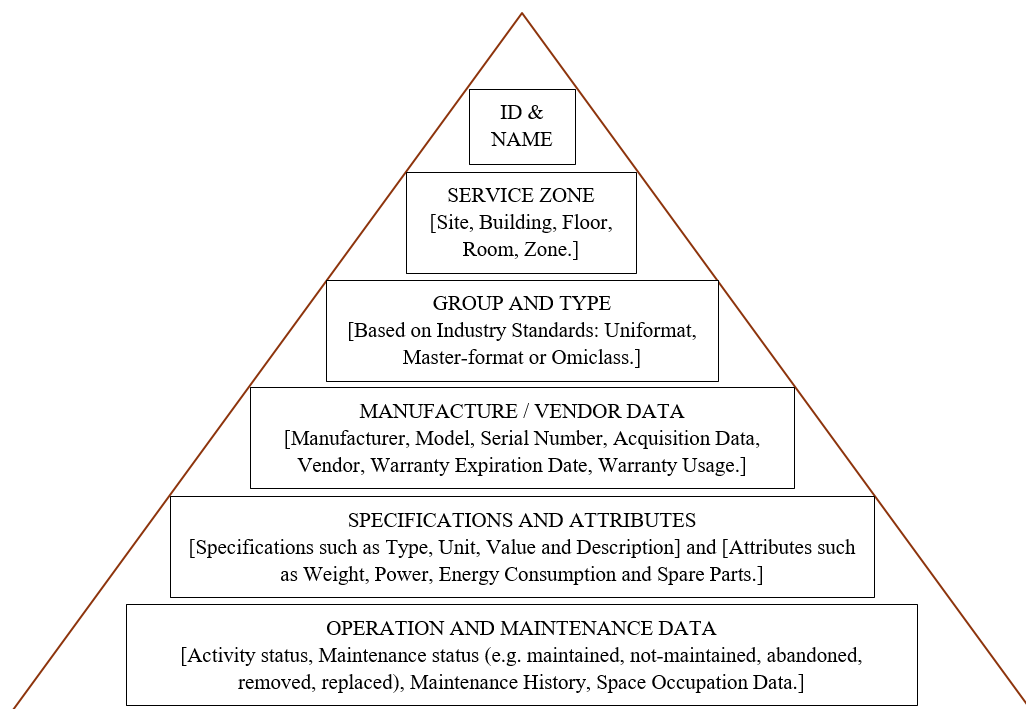 ID &
NAME
SERVICE ZONE
[Site, Building, Floor,
Room, Zone.]
GROUP AND TYPE
[Based on Industry Standards: Uniformat,
Master-format or Omiclass.]
MANUFACTURE / VENDOR DATA
[Manufacturer, Model, Serial Number, Acquisition Data,
Vendor, Warranty Expiration Date, Warranty Usage.]
SPECIFICATIONS AND ATTRIBUTES
[Specifications such as Type, Unit, Value and Description] and [Attributes such
as Weight, Power, Energy Consumption and Spare Parts.]
OPERATION AND MAINTENANCE DATA
[Activity status, Maintenance status (e.g. maintained, not-maintained, abandoned,
removed, replaced), Maintenance History, Space Occupation Data.]